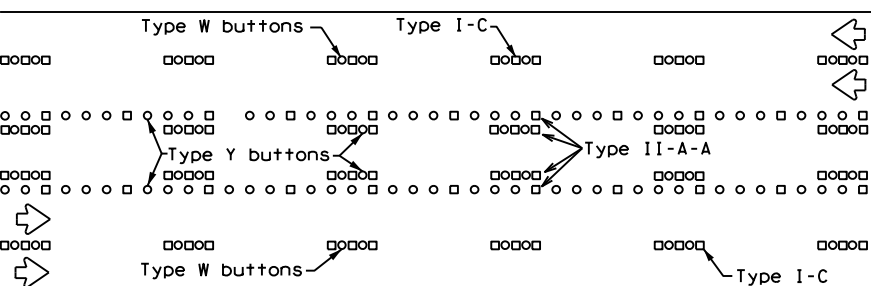 Type W buttons
Type I-C
Type Y buttons
Type II-A-A
Type W buttons
Type I-C